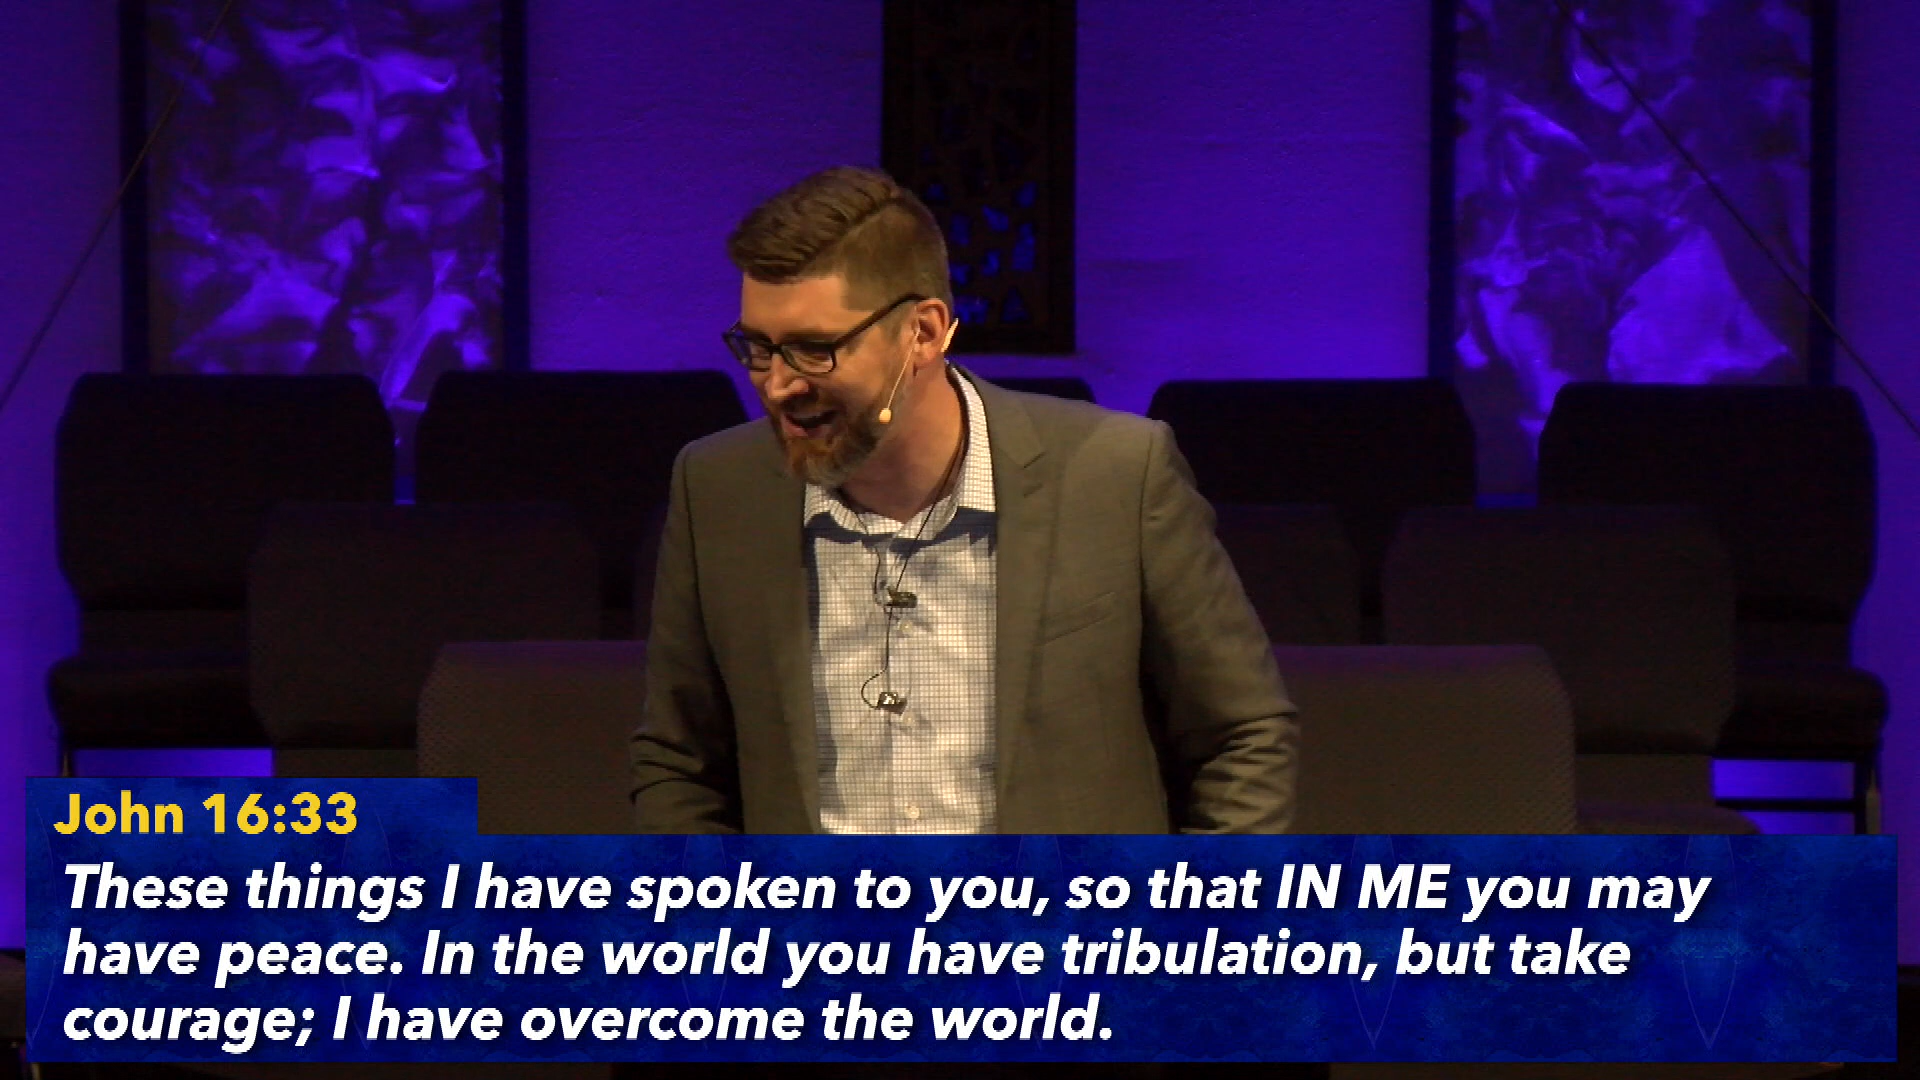 John 16:33
These things I have spoken to you, so that IN ME you may
have peace. In the world you have tribulation, but take
courage; I have overcome the world.